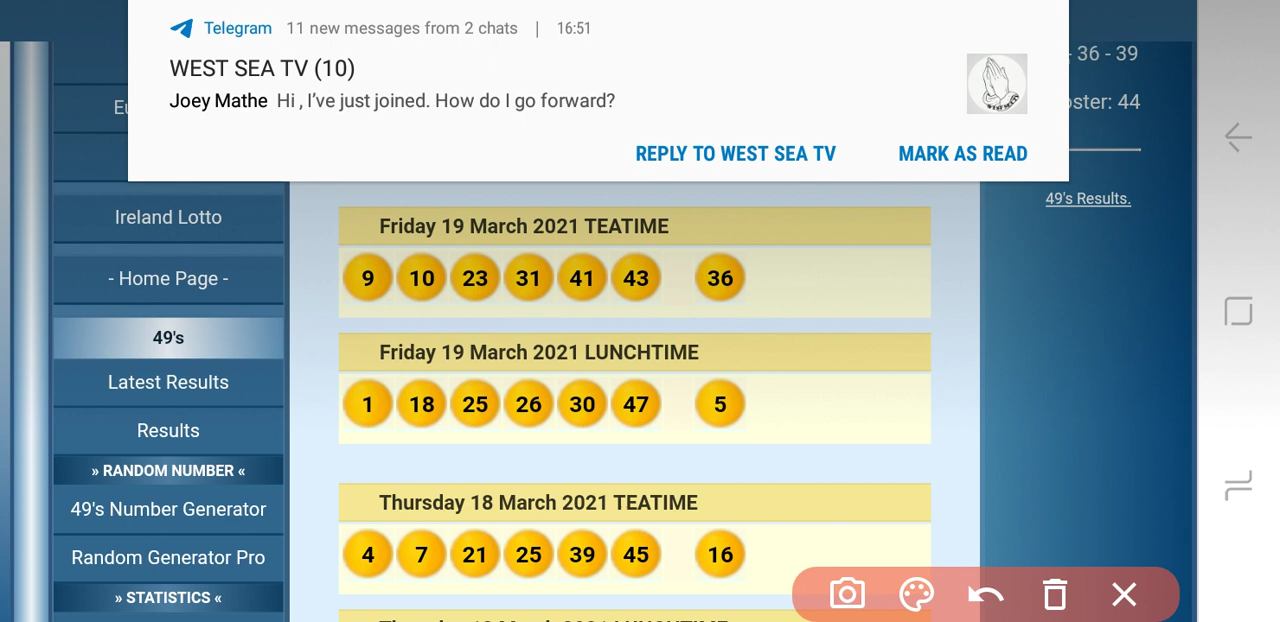 Telegram 11 new messages from 2 chats | 16:51
WEST SEA TV (10)
Joey Mathe Hi , I've just joined. How do I go forward?
REPLY TO WEST SEA TV MARK AS READ
36 - 39
oster: 44
49's Results.
Eu
Ireland Lotto
- Home Page -
49's
Latest Results
Results
» RANDOM NUMBER «
49's Number Generator
Random Generator Pro
» STATISTICS «
Friday 19 March 2021 TEATIME
9 10 23 31 41 43 36
Friday 19 March 2021 LUNCHTIME
1 18 25 26 30 47 5
Thursday 18 March 2021 TEATIME
4 7 21 25 39 45 16